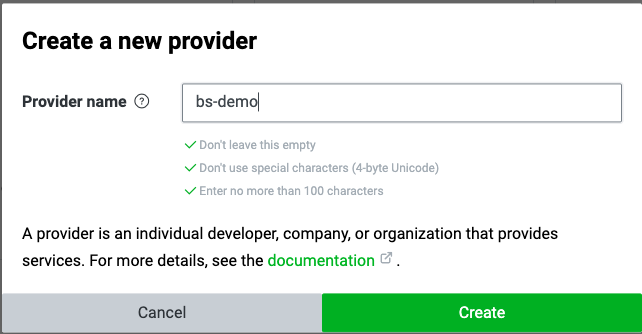 Create a new provider
Provider name ?
bs-demo
Don't leave this empty
Don't use special characters (4-byte Unicode)
Enter no more than 100 characters
A provider is an individual developer, company, or organization that provides
services. For more details, see the documentation .
Cancel
Create